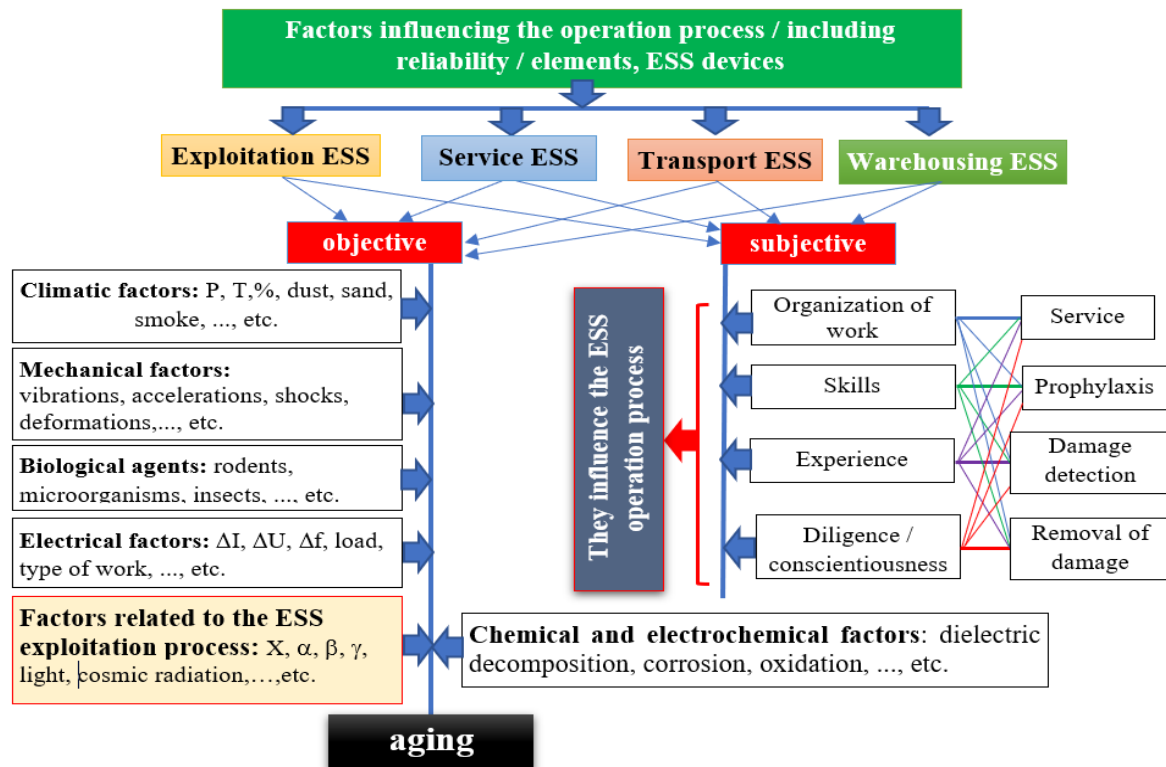 Factors influencing the operation process / including
reliability / elements, ESS devices
Exploitation ESS
Service ESS
Transport ESS
Warehousing ESS
objective
subjective
Climatic factors: P, T,%, dust, sand,
smoke, ..., etc.
Mechanical factors:
vibrations, accelerations, shocks,
deformations,..., etc.
Biological agents: rodents,
microorganisms, insects, ..., etc.
Electrical factors: ΔI, ΔU, Δf, load,
type of work, ..., etc.
Factors related to the ESS
exploitation process: X, α, β, γ,
light, cosmic radiation,…,etc.
Chemical and electrochemical factors: dielectric
decomposition, corrosion, oxidation, ..., etc.
aging
They influence the ESS
operation process
Organization of
work
Skills
Experience
Diligence /
conscientiousness
Service
Prophylaxis
Damage
detection
Removal of
damage